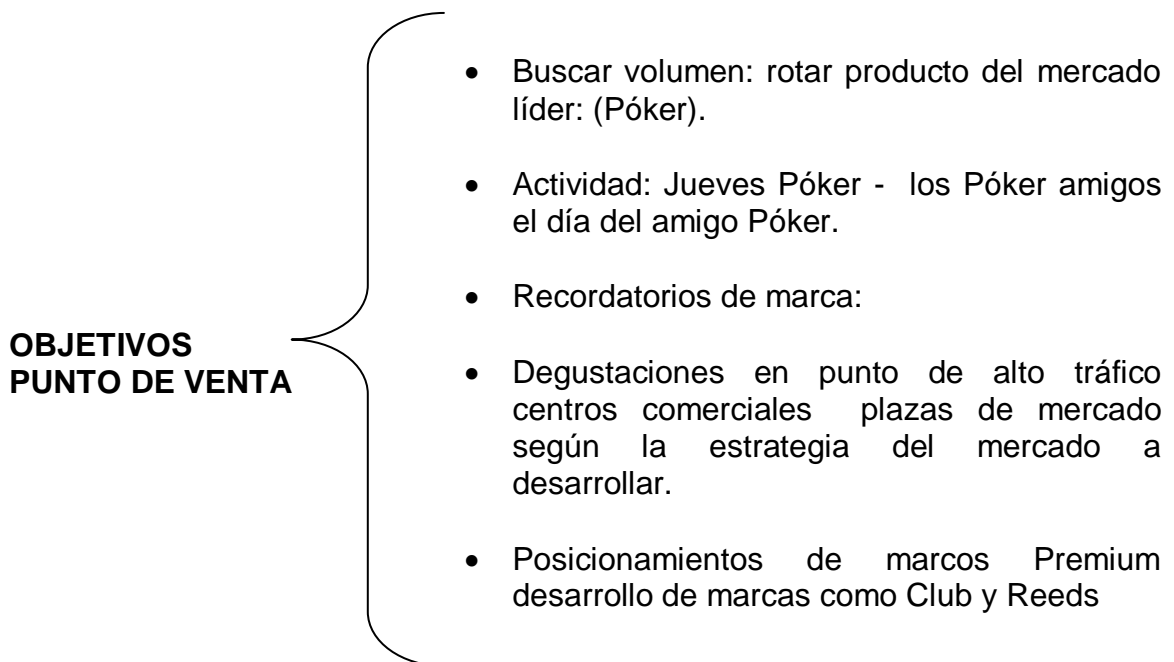 OBJETIVOS
PUNTO DE VENTA
• Buscar volumen: rotar producto del mercado
líder: (Póker).
• Actividad: Jueves Póker - los Póker amigos
el día del amigo Póker.
• Recordatorios de marca:
• Degustaciones en punto de alto tráfico
centros comerciales plazas de mercado
según la estrategia del mercado a
desarrollar.
• Posicionamientos de marcos Premium
desarrollo de marcas como Club y Reeds